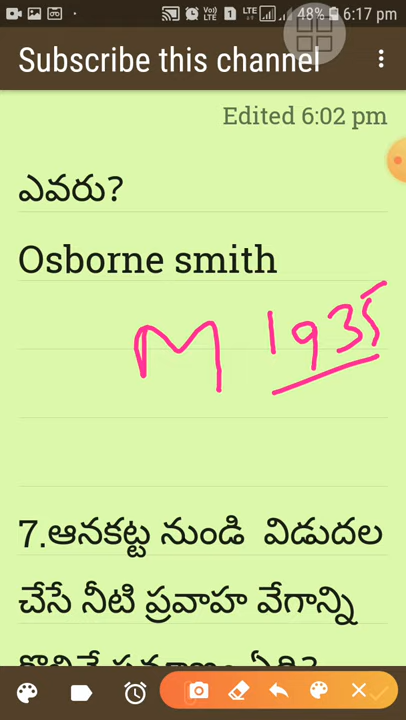 48% 6:17 pm
Subscribe this channel
Edited 6:02 pm
ఎవరు?
Osborne smith
M 1935
7.ఆనకట్ట నుండి విడుదల
చేసే నీటి ప్రవాహ వేగాన్ని